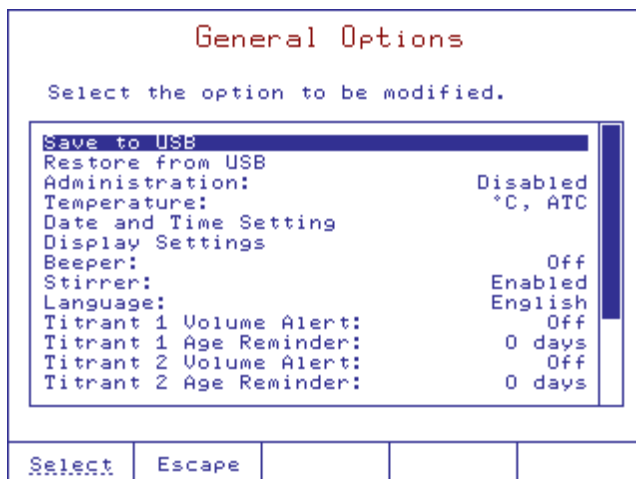 General Options
Select the option to be modified.
Save to USB
Restore from USB
Administration: Disabled
Temperature: °C, ATC
Date and Time Setting
Display Settings
Beeper: Off
Stirrer: Enabled
Language: English
Titrant 1 Volume Alert: Off
Titrant 1 Age Reminder: 0 days
Titrant 2 Volume Alert: Off
Titrant 2 Age Reminder: 0 days
Select Escape